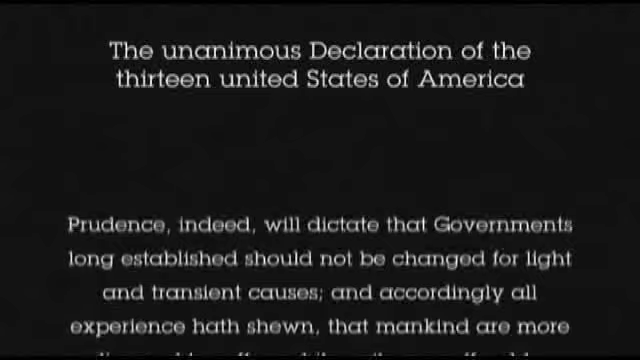 The unanimous Declaration of the
thirteen united States of America
Prudence, indeed, will dictate that Governments
long established should not be changed for light
and transient causes; and accordingly all
experience hath shewn, that mankind are more